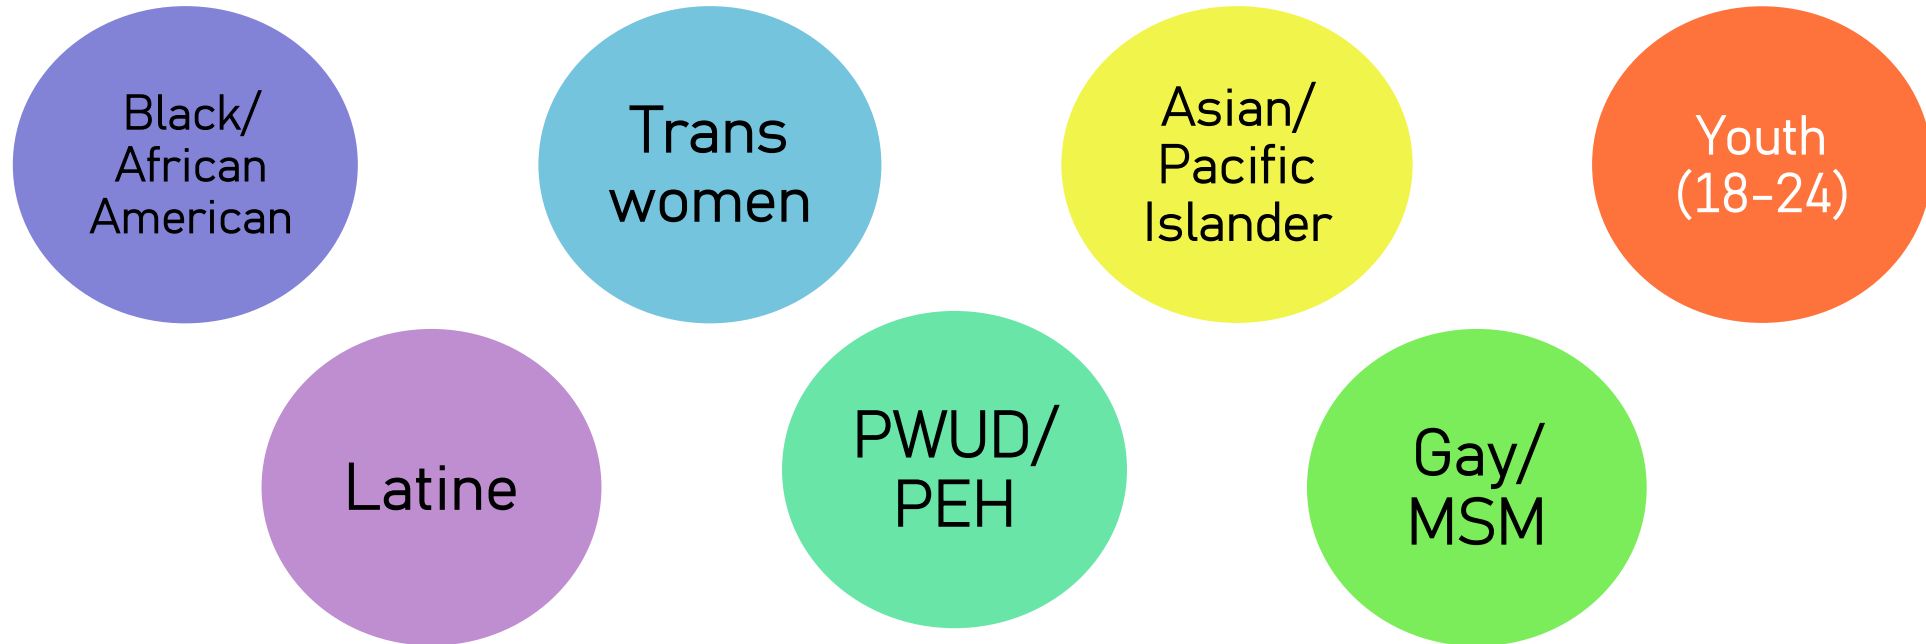 Black/
African
American
Trans
women
Asian/
Pacific
Islander
Youth
(18-24)
Latine
PWUD/
PEH
Gay/
MSM